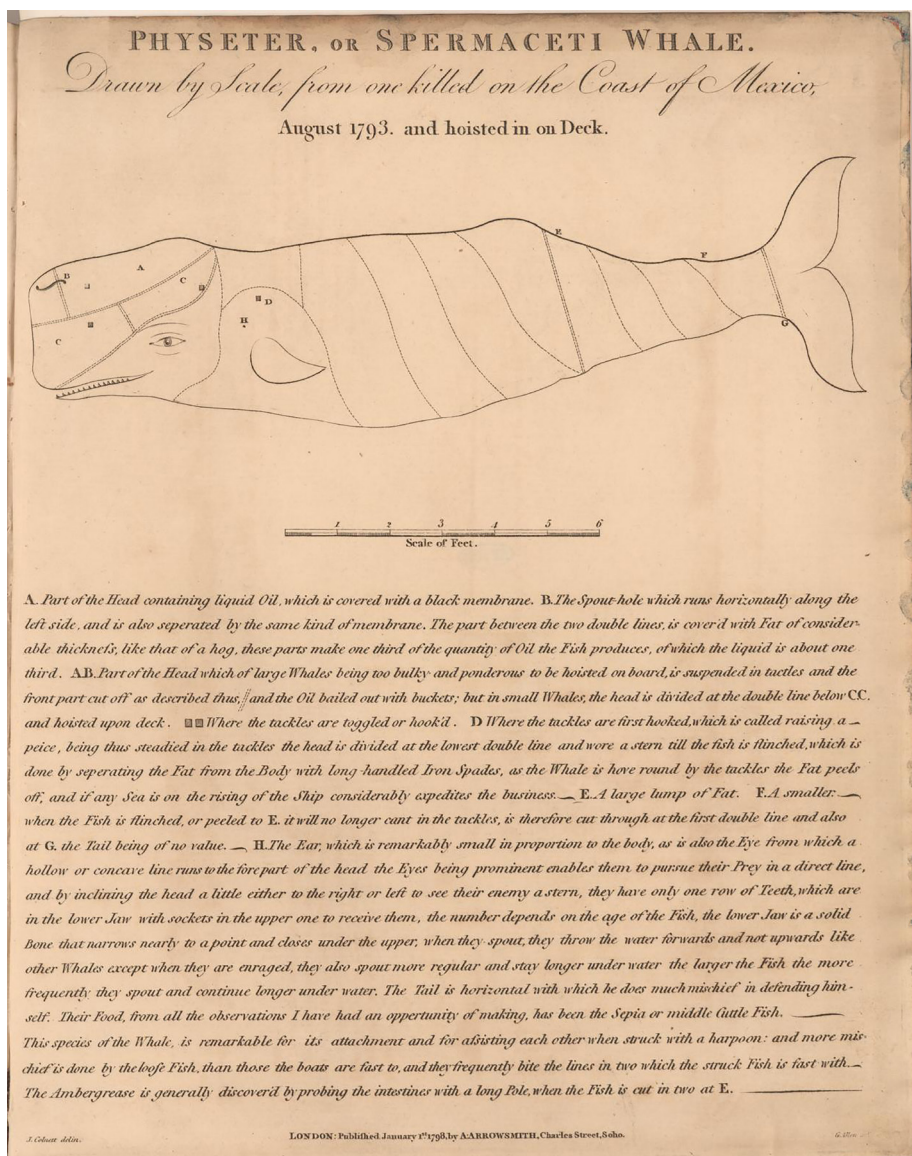 PHYSETER, OR SPERMACETI WHALE.
Drawn by Scale, from one killed on the Coast of Mexico,
August 1793. and hoisted in on Deck.
E
F
B
A
C
D
H
C
G
1 2 3 4 5 6
Scale of Feet.
A. Part of the Head containing liquid Oil, which is covered with a black membrane. B. The Spout-hole which runs horizontally along the
left side, and is also seperated by the same kind of membrane. The part between the two double lines, is cover'd with Fat of consider-
able thickneſs, like that of a hog, these parts make one third of the quantity of Oil the Fish produces, of which the liquid is about one
third. AB. Part of the Head which of large Whales being too bulky and ponderous to be hoisted on board, is suspended in tactles and the
front part cut off as described thus, // and the Oil bailed out with buckets; but in small Whales, the head is divided at the double line below CC.
and hoisted upon deck. Where the tackles are toggled or hook'd. D Where the tackles are first hooked, which is called raising a
peice, being thus steadied in the tackles the head is divided at the lowest double line and wore a stern till the fish is flinched, which is
done by seperating the Fat from the Body with long-handled Iron Spades, as the Whale is hove round by the tackles the Fat peels
off, and if any Sea is on the rising of the Ship considerably expedites the business. E. A large lump of Fat. F. A smaller.
when the Fish is flinched, or peeled to E. it will no longer cant in the tackles, is therefore cut through at the first double line and also
at G. the Tail being of no value. H. The Ear, which is remarkably small in proportion to the body, as is also the Eye from which a
hollow or concave line runs to the fore part of the head the Eyes being prominent enables them to pursue their Prey in a direct line,
and by inclining the head a little either to the right or left to see their enemy a stern, they have only one row of Teeth, which are
in the lower Jaw with sockets in the upper one to receive them, the number depends on the age of the Fish, the lower Jaw is a solid
Bone that narrows nearly to a point and closes under the upper, when they spout, they throw the water forwards and not upwards like
other Whales except when they are enraged, they also spout more regular and stay longer under water the larger the Fish the more
frequently they spout and continue longer under water. The Tail is horizontal with which he does much mischief in defending him-
self. Their Food, from all the observations I have had an oppertunity of making, has been the Sepia or middle Cuttle Fish.
This species of the Whale, is remarkable for its attachment and for aſsisting each other when struck with a harpoon: and more mis-
chief is done by the looſe Fish, than those the boats are fast to, and they frequently bite the lines in two which the struck Fish is fast with.
The Ambergrease is generally discover'd by probing the intestines with a long Pole, when the Fish is cut in two at E.
J. Colnett delin.
LONDON: Publiſhed January 1st 1798, by A. ARROWSMITH, Charles Street, Soho.